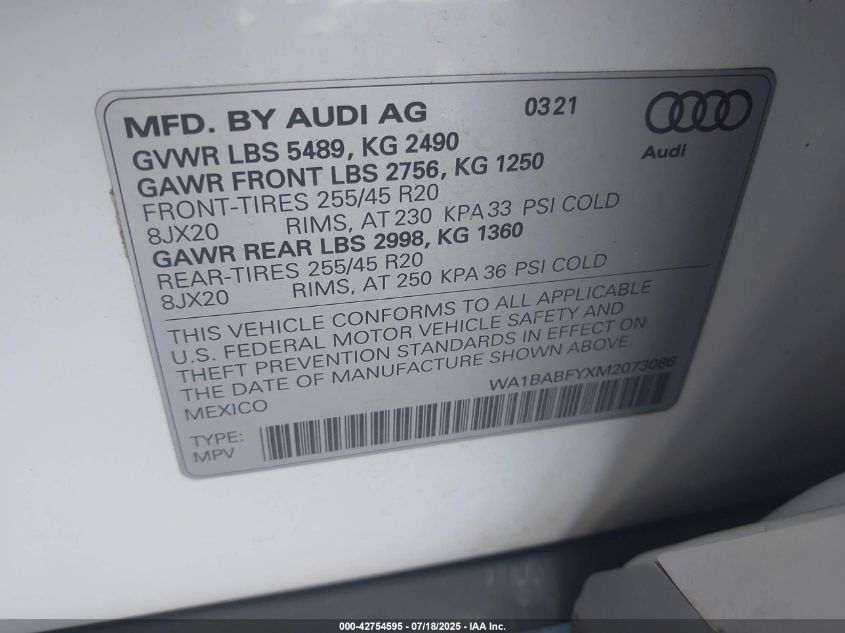 MFD. BY AUDI AG 0321
Audi
GVWR LBS 5489, KG 2490
GAWR FRONT LBS 2756, KG 1250
FRONT-TIRES 255/45 R20
8JX20 RIMS, AT 230 KPA 33 PSI COLD
GAWR REAR LBS 2998, KG 1360
REAR-TIRES 255/45 R20
8JX20 RIMS, AT 250 KPA 36 PSI COLD
THIS VEHICLE CONFORMS TO ALL APPLICABLE
U.S. FEDERAL MOTOR VEHICLE SAFETY AND
THEFT PREVENTION STANDARDS IN EFFECT ON
THE DATE OF MANUFACTURE SHOWN ABOVE.
MEXICO WA1BABFYXM2073086
TYPE:
MPV
000-42754595 - 07/18/2025 - IAA Inc.